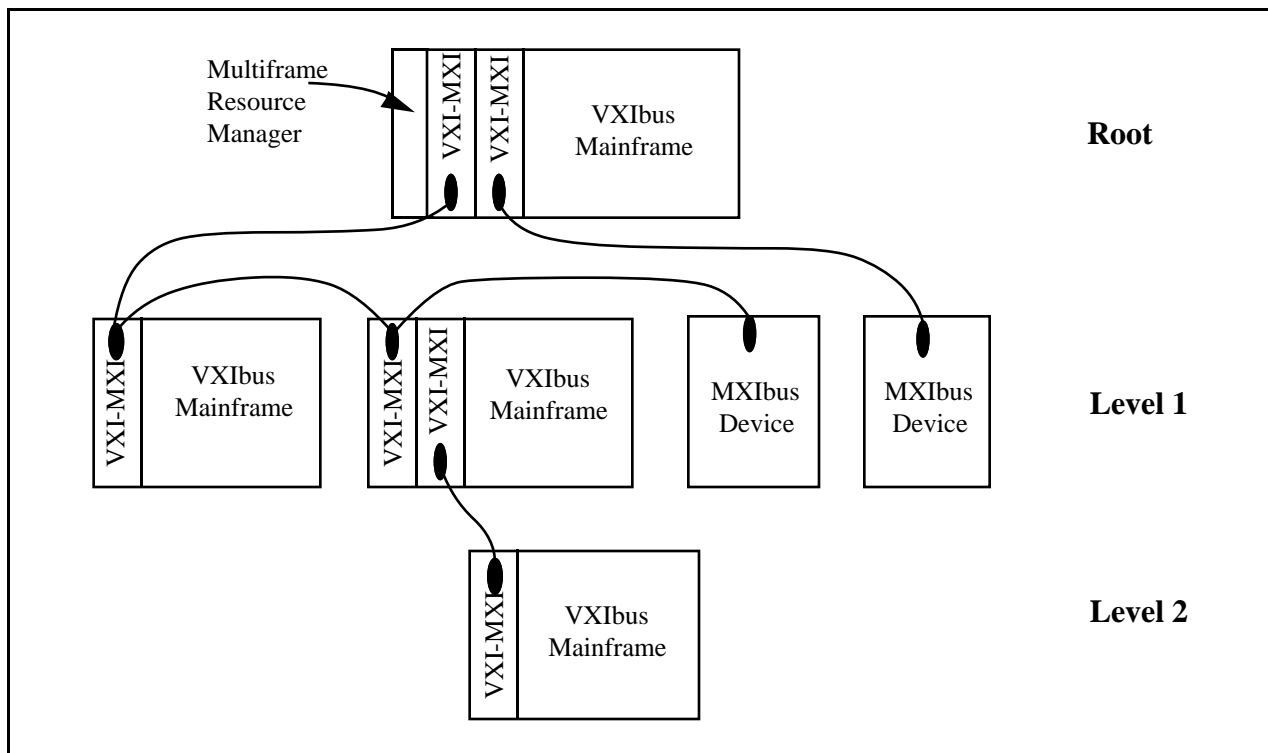 Multiframe
Resource
Manager
VXI-MXI
VXI-MXI
VXIbus
Mainframe
Root
VXI-MXI
VXIbus
Mainframe
VXI-MXI
VXI-MXI
VXIbus
Mainframe
MXIbus
Device
MXIbus
Device
Level 1
VXI-MXI
VXIbus
Mainframe
Level 2